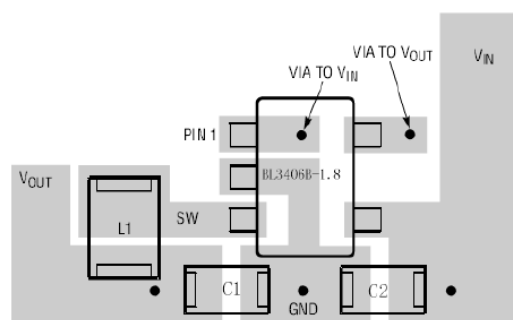 VIA TO VOUT
VIN
VIA TO VIN
PIN 1
BL3406B-1.8
VOUT
L1
SW
C1
C2
GND